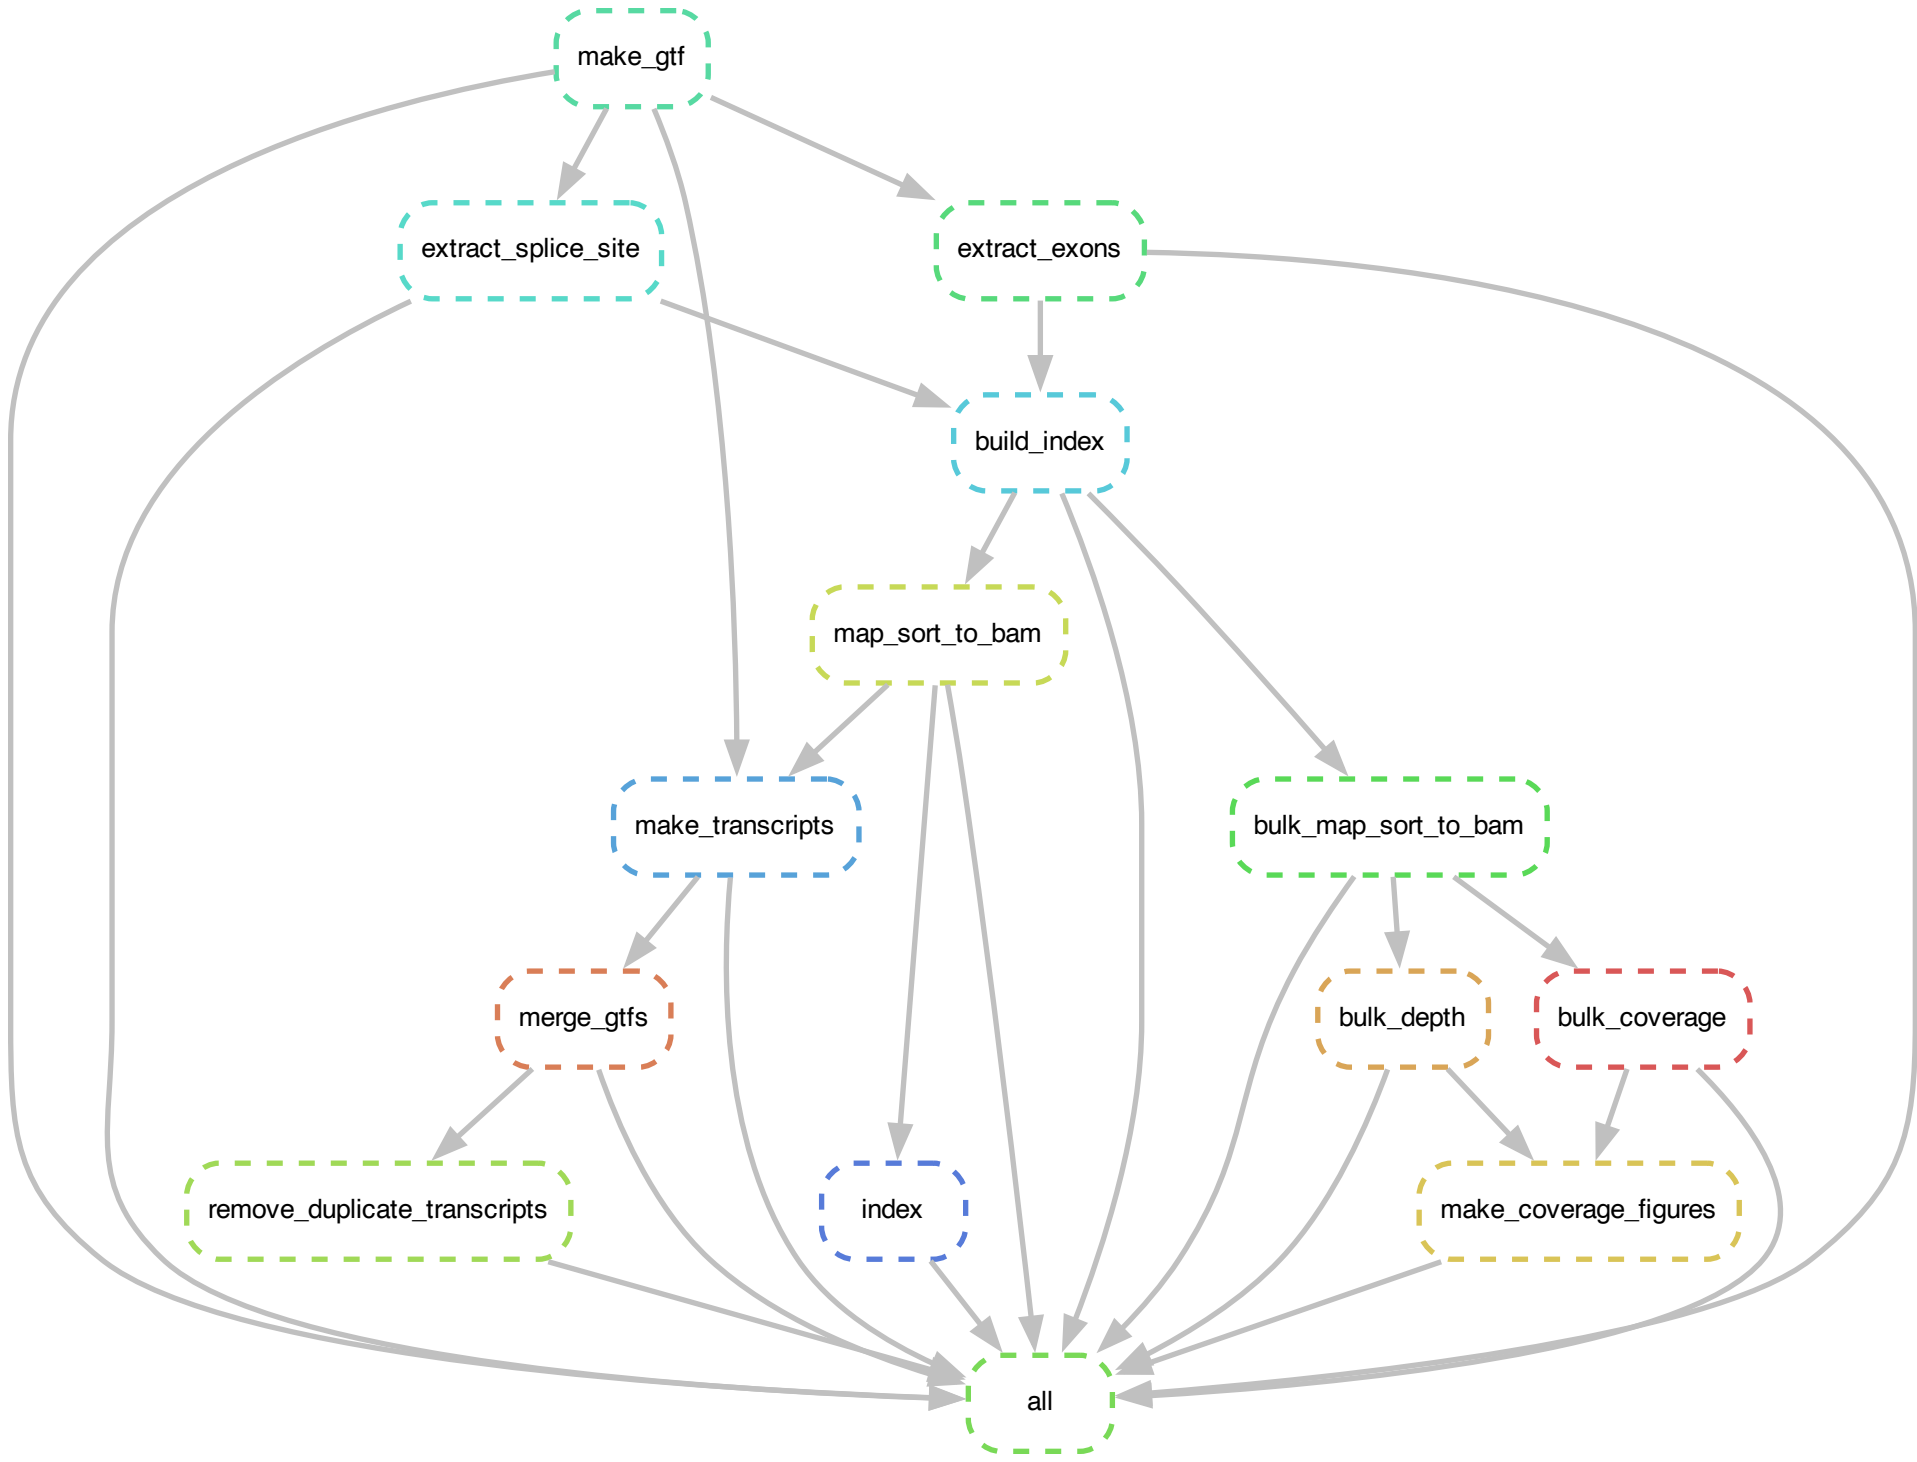 make_gtf
extract_splice_site
extract_exons
build_index
map_sort_to_bam
make_transcripts
bulk_map_sort_to_bam
merge_gtfs
bulk_depth
bulk_coverage
remove_duplicate_transcripts
index
make_coverage_figures
all